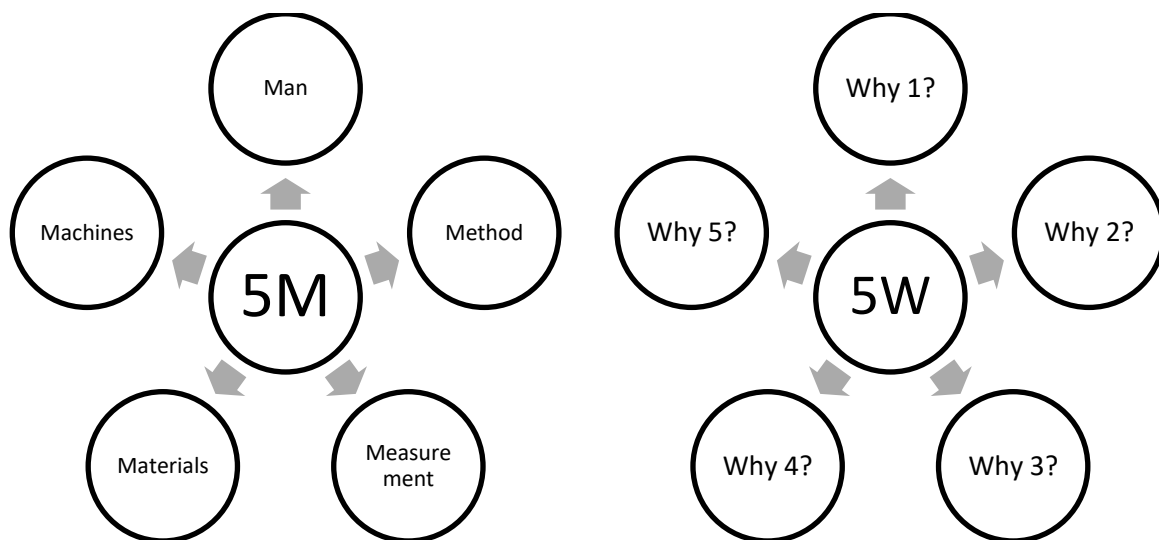 Man
Method
Measure
ment
Materials
Machines
5M
Why 1?
Why 2?
Why 3?
Why 4?
Why 5?
5W